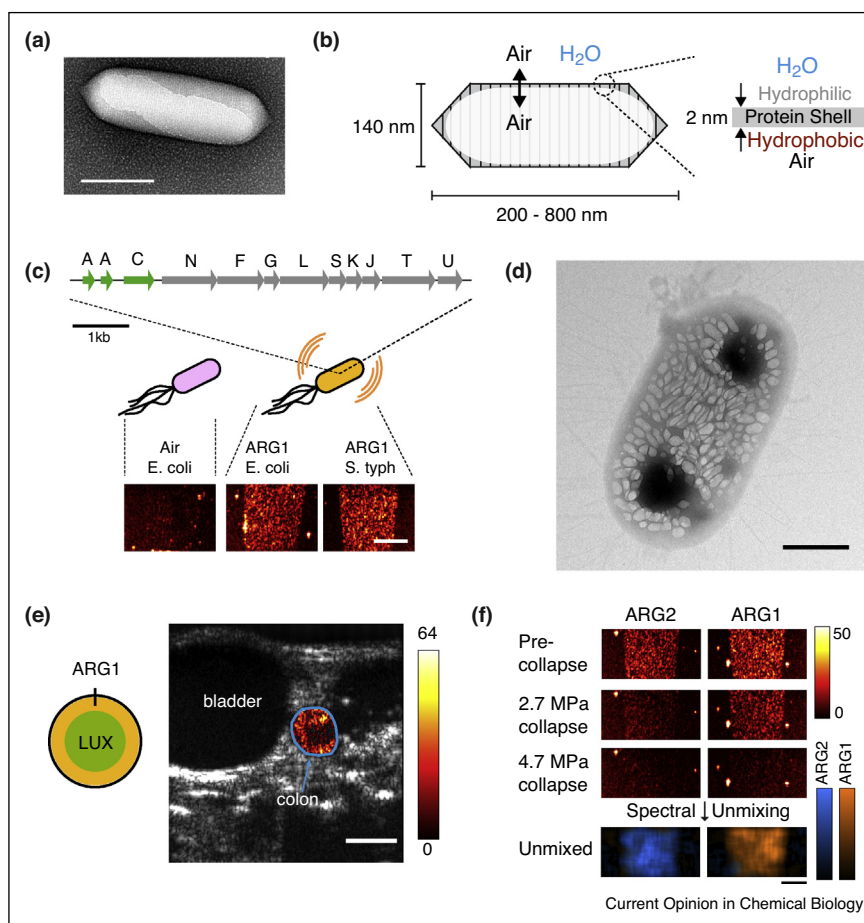 (a)
(b)
Air
H2O
Air
140 nm
200 - 800 nm
H2O
Hydrophilic
2 nm
Protein Shell
Hydrophobic
Air
(c)
A A C N F G L S K J T U
1kb
Air
E. coli
ARG1
E. coli
ARG1
S. typh
(d)
(e)
ARG1
LUX
bladder
colon
64
0
(f)
ARG2
ARG1
Pre-
collapse
2.7 MPa
collapse
4.7 MPa
collapse
50
0
Spectral Unmixing
Unmixed
ARG2
ARG1
Current Opinion in Chemical Biology